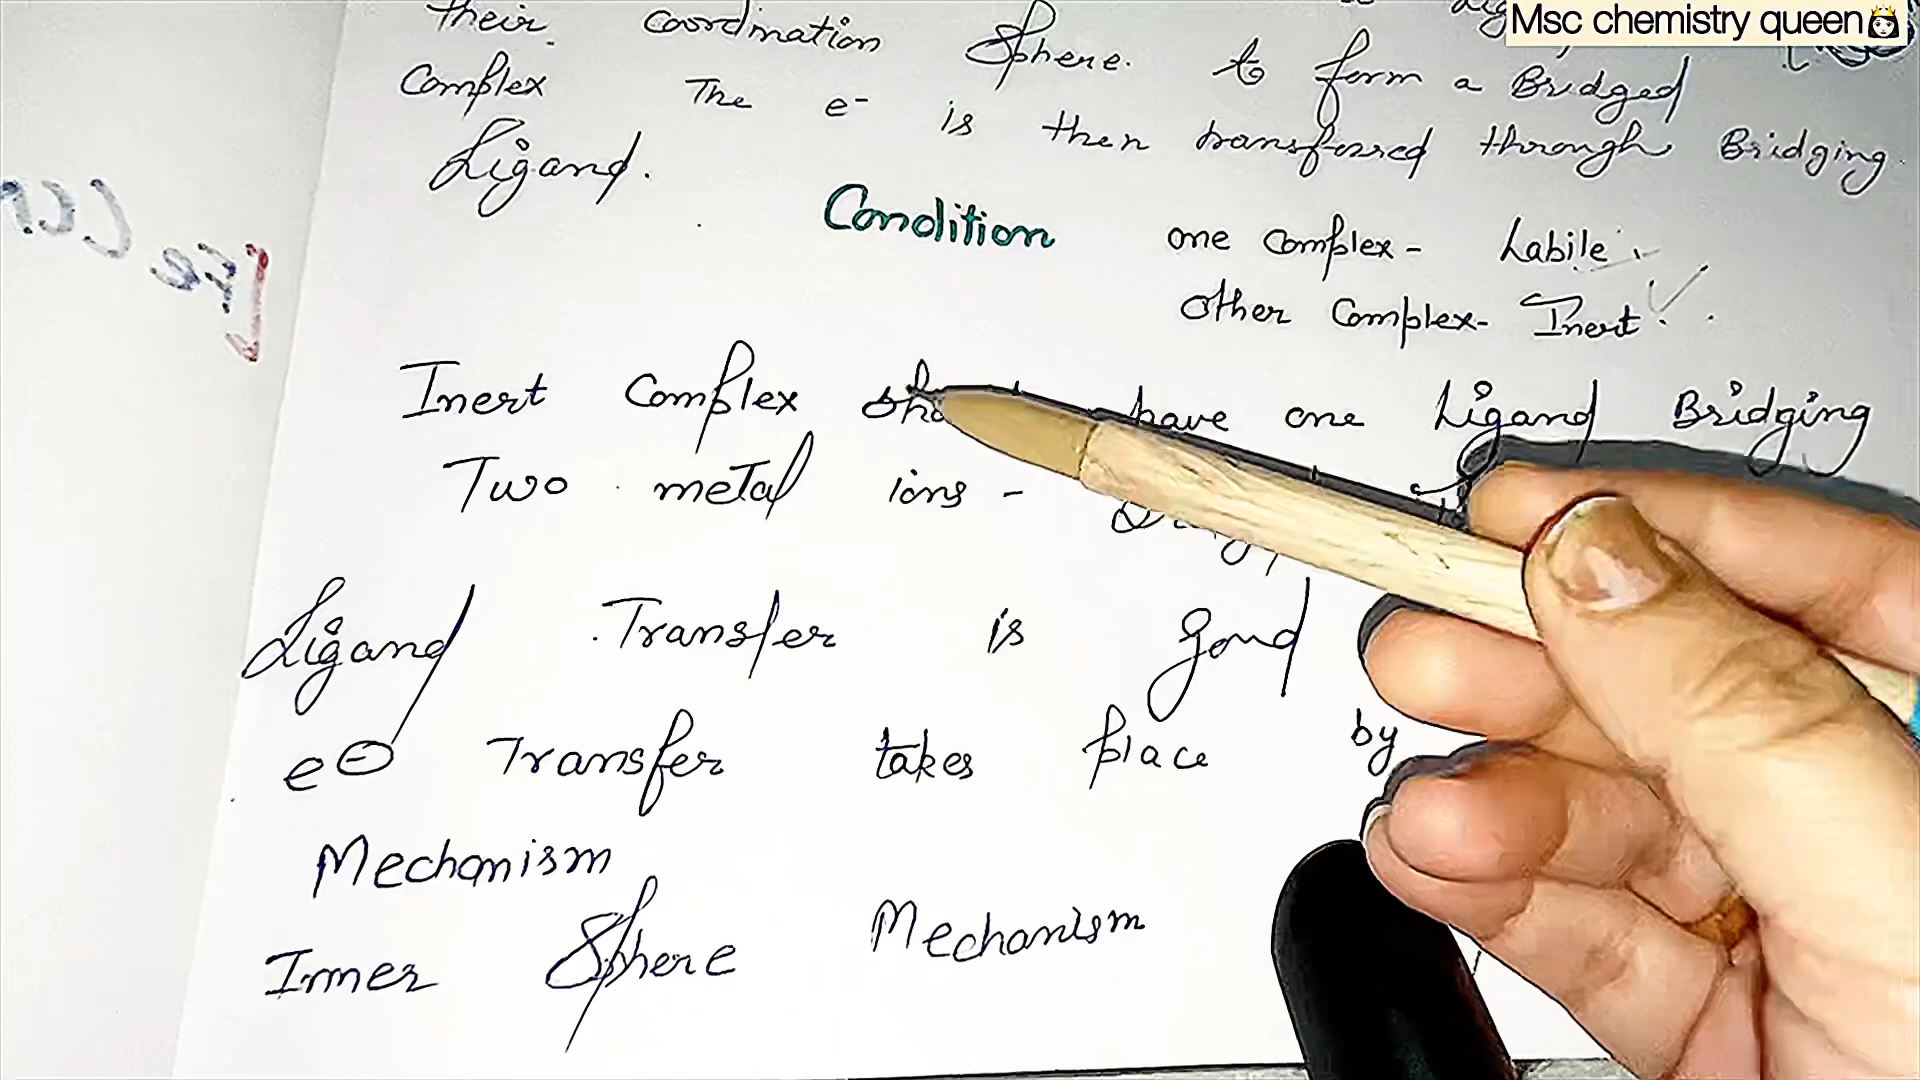 Msc chemistry queen
their coordination Sphere. to form a Bridged
Complex The e- is then transferred through Bridging
Ligand.
Condition one complex - Labile.
other complex- Inert.
Inert Complex have one Ligand Bridging
Two metal ions -
Ligand Transfer is
e⊖ Transfer takes place by
Mechanism
Inner Sphere Mechanism